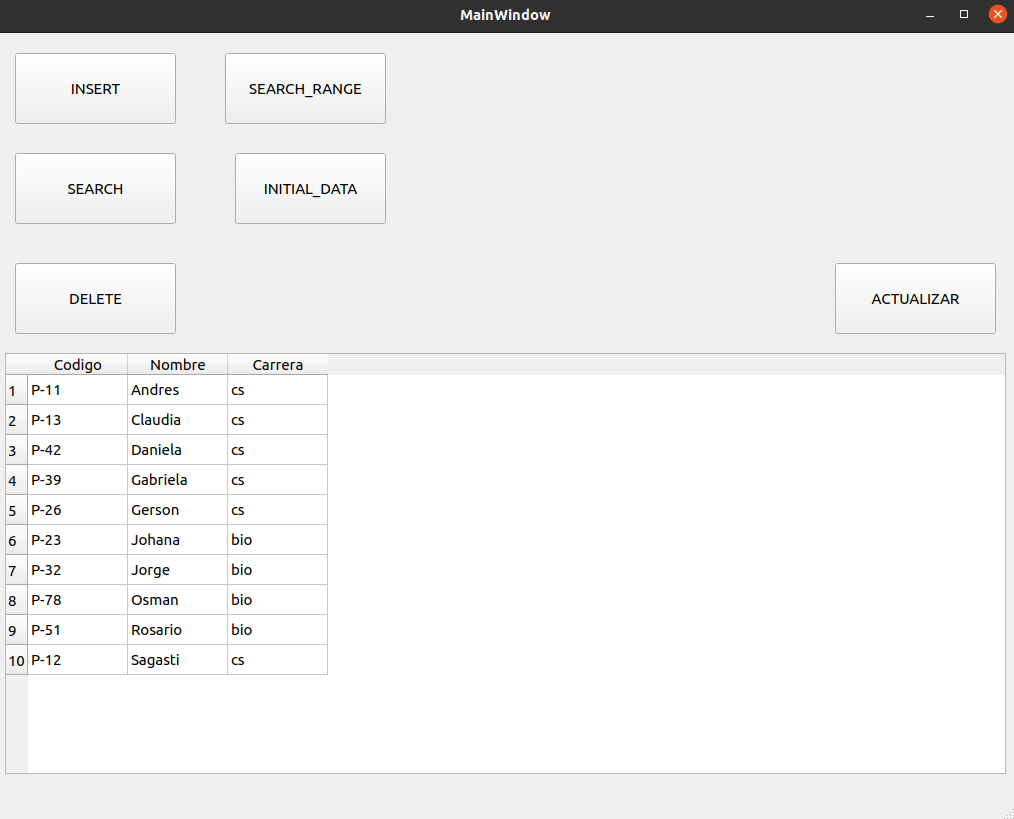 MainWindow
INSERT SEARCH_RANGE
SEARCH INITIAL_DATA
DELETE ACTUALIZAR
Codigo Nombre Carrera
1 P-11 Andres cs
2 P-13 Claudia cs
3 P-42 Daniela cs
4 P-39 Gabriela cs
5 P-26 Gerson cs
6 P-23 Johana bio
7 P-32 Jorge bio
8 P-78 Osman bio
9 P-51 Rosario bio
10 P-12 Sagasti cs